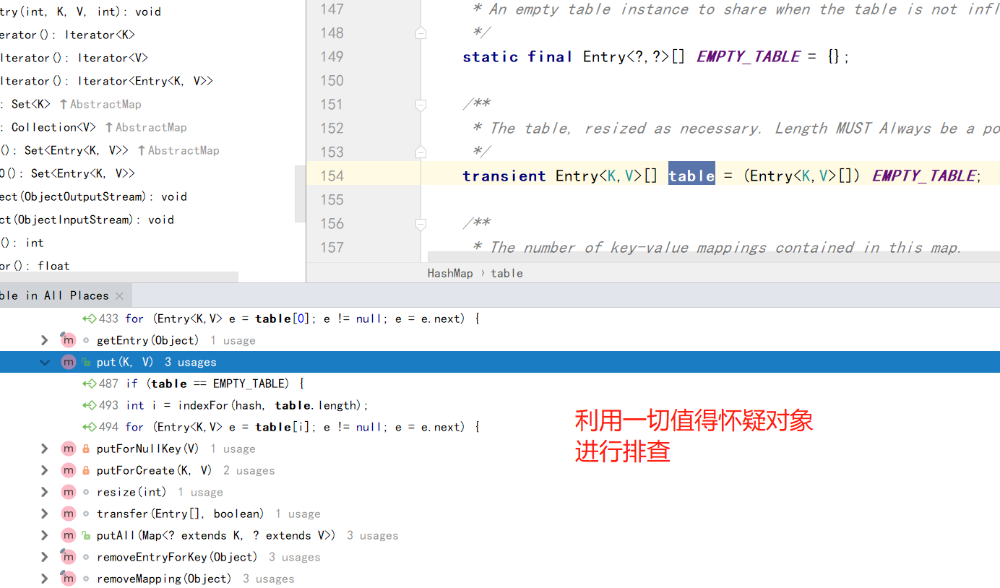 try(int, K, V, int): void
erator(): Iterator<K>
Iterator(): Iterator<V>
Iterator(): Iterator<Entry<K, V>>
: Set<K> ↑AbstractMap
: Collection<V> ↑AbstractMap
(): Set<Entry<K, V>> ↑AbstractMap
0(): Set<Entry<K, V>>
ect(ObjectOutputStream): void
ct(ObjectInputStream): void
(): int
or(): float
147 * An empty table instance to share when the table is not infl
148 */
149 static final Entry<?,?>[] EMPTY_TABLE = {};
150
151 /**
152 * The table, resized as necessary. Length MUST Always be a po
153 */
154 transient Entry<K,V>[] table = (Entry<K,V>[]) EMPTY_TABLE;
155
156 /**
157 * The number of key-value mappings contained in this map.
HashMap › table
ble in All Places ×
433 for (Entry<K,V> e = table[0]; e != null; e = e.next) {
m getEntry(Object) 1 usage
m put(K, V) 3 usages
487 if (table == EMPTY_TABLE) {
493 int i = indexFor(hash, table.length);
494 for (Entry<K,V> e = table[i]; e != null; e = e.next) {
m putForNullKey(V) 1 usage
m putForCreate(K, V) 2 usages
m resize(int) 1 usage
m transfer(Entry[], boolean) 1 usage
m putAll(Map<? extends K, ? extends V>) 3 usages
m removeEntryForKey(Object) 3 usages
m removeMapping(Object) 3 usages
利用一切值得怀疑对象
进行排查